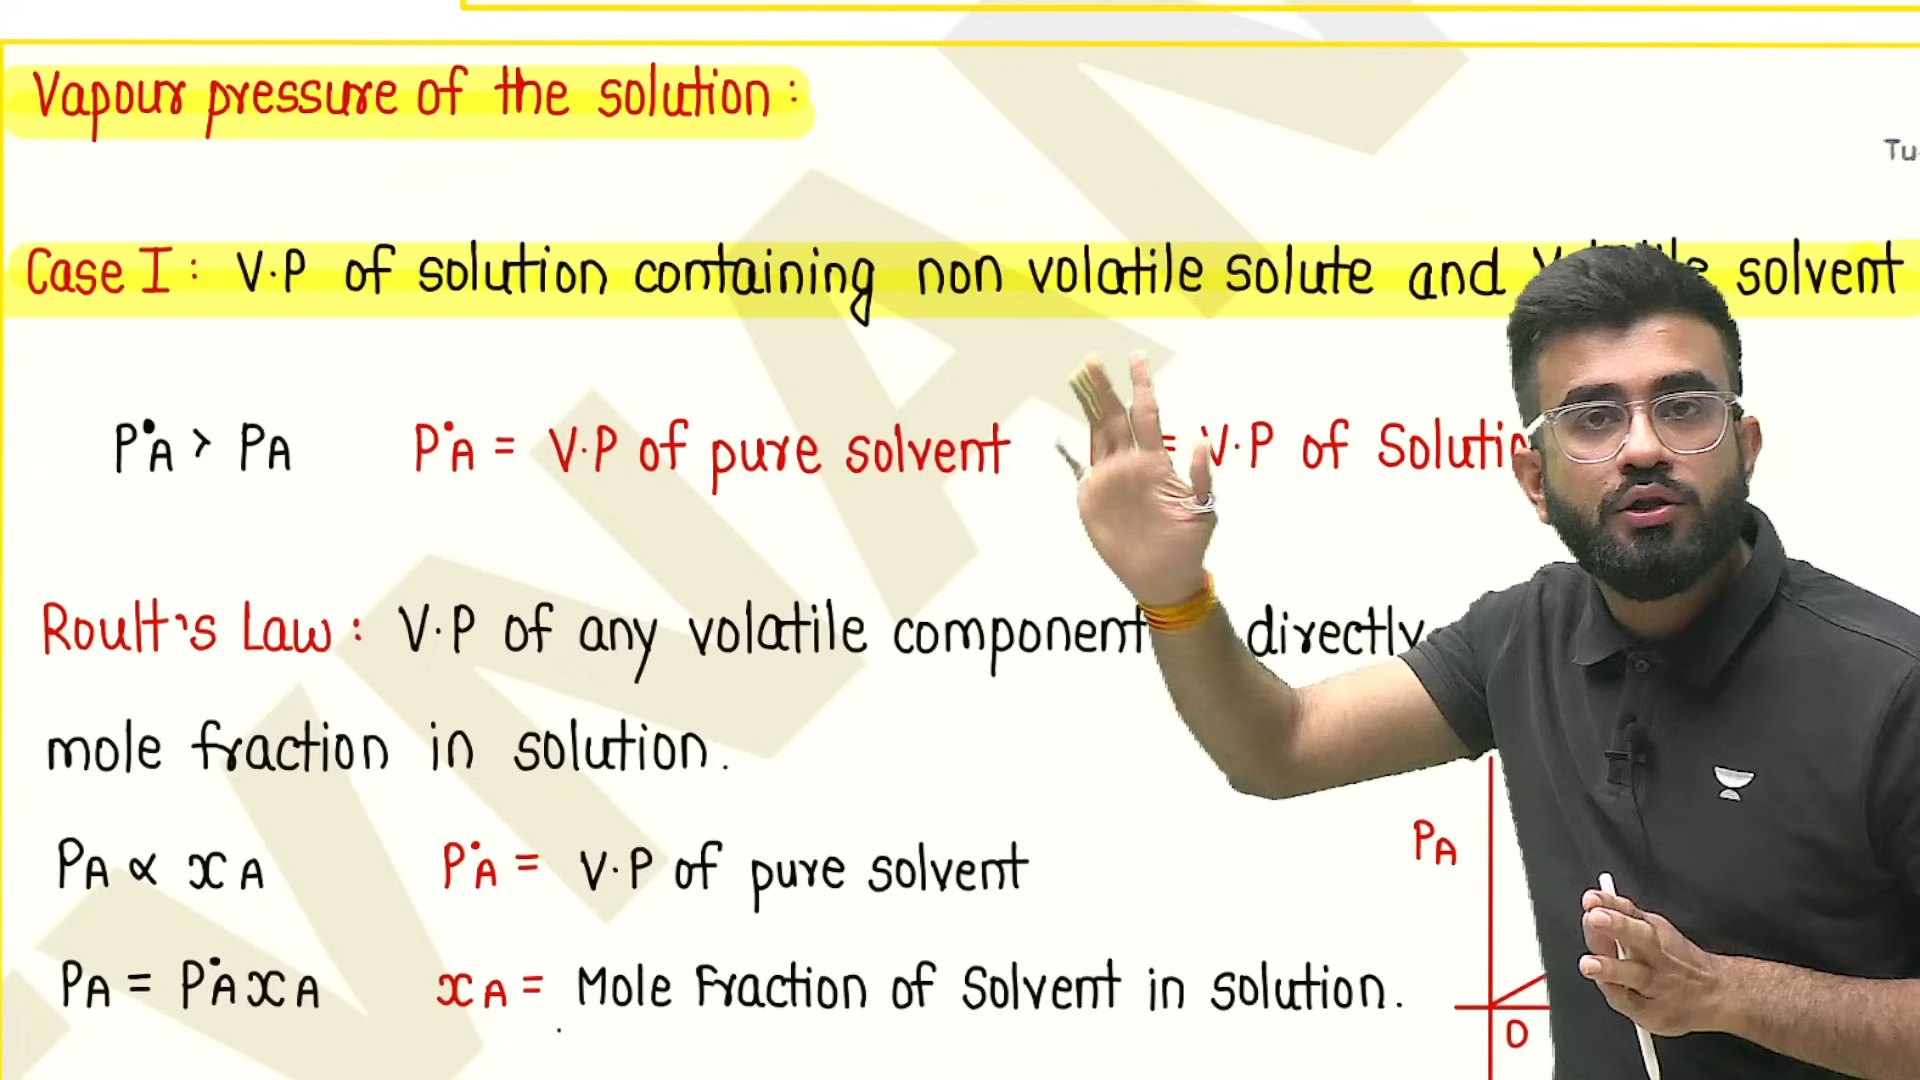 Vapour pressure of the solution :
Tu
Case I : V.P of solution containing non volatile solute and solvent
P°A > PA P°A = V.P of pure solvent = V.P of Soluti
Roult's Law : V.P of any volatile component directly
mole fraction in solution.
PA ∝ xA P°A = V.P of pure solvent
PA
PA = P°A xA xA = Mole Fraction of Solvent in solution.
O